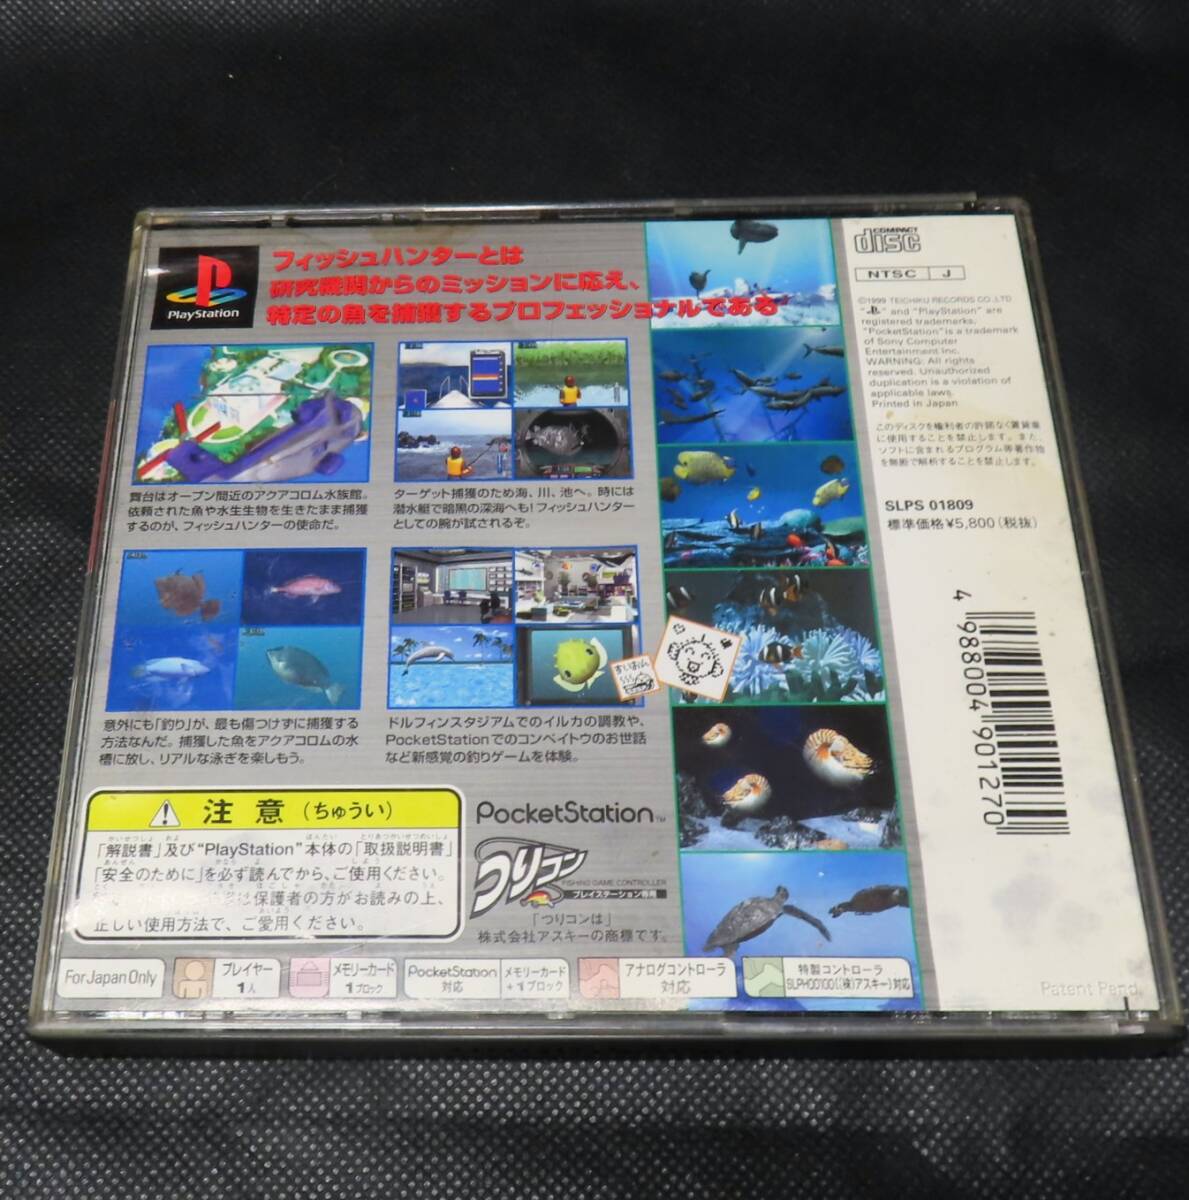 PlayStation
フィッシュハンターとは
研究機関からのミッションに応え、
特定の魚を捕獲するプロフェッショナルである
舞台はオープン間近のアクアコロム水族館。
依頼された魚や水生生物を生きたまま捕獲
するのが、フィッシュハンターの使命だ。
ターゲット捕獲のため海、川、池へ。時には
潜水艇で暗黒の深海へも!フィッシュハンター
としての腕が試されるぞ。
意外にも「釣り」が、最も傷つけずに捕獲する
方法なんだ。捕獲した魚をアクアコロムの水
槽に放し、リアルな泳ぎを楽しもう。
ドルフィンスタジアムでのイルカの調教や、
PocketStationでのコンペイトウのお世話
など新感覚の釣りゲームを体験。
注意(ちゅうい)
「解説書」及び“PlayStation”本体の「取扱説明書」
「安全のために」を必ず読んでから、ご使用ください。
保護者の方がお読みの上、
正しい使用方法で、ご愛用ください。
PocketStation™
つりコン
FISHING GAME CONTROLLER
プレイステーション専用
「つりコンは」
株式会社アスキーの商標です。
For Japan Only
プレイヤー
1人
メモリーカード
1ブロック
PocketStation
対応
メモリーカード
+1ブロック
アナログコントローラ
対応
特製コントローラ
SLPH00100(㈱アスキー)対応
COMPACT
disc
NTSC J
©1999 TEICHIKU RECORDS CO.,LTD
" " and "PlayStation" are
registered trademarks.
"PocketStation" is a trademark
of Sony Computer
Entertainment Inc.
WARNING: All rights
reserved. Unauthorized
duplication is a violation of
applicable laws.
Printed in Japan
このディスクを権利者の許諾なく賃貸業
に使用することを禁止します。また、
ソフトに含まれるプログラム等著作物
を無断で解析することを禁止します。
SLPS 01809
標準価格¥5,800(税抜)
4 988004 901270
Patent Pend.